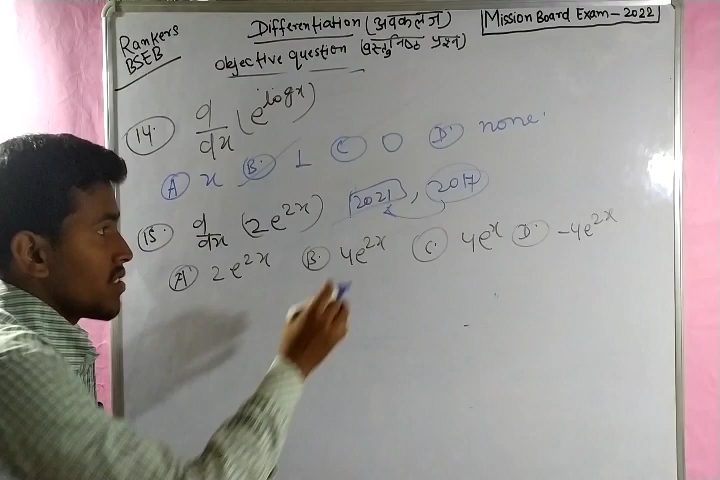 Rankers
BSEB
Differentiation (अवकलज)
Objective question (वस्तुनिष्ठ प्रश्न)
Mission Board Exam-2022
14. d/dx (e^logx)
A x B. 1 C 0 D. none.
15. d/dx (2e^2x) 2021, 2017
A 2e^2x B. 4e^2x C. 4e^x D. -4e^2x